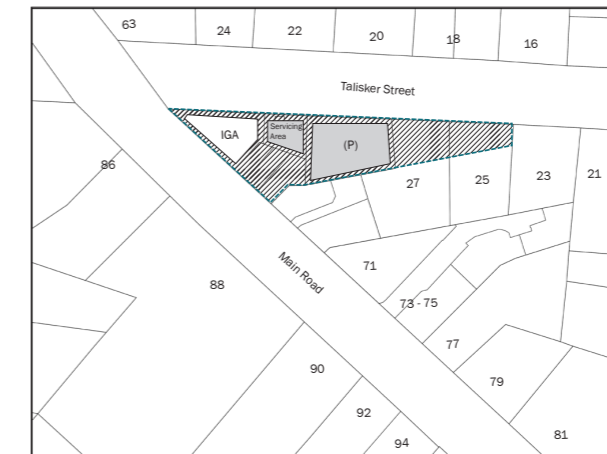 63
24
22
20
18
16
Talisker Street
IGA
Servicing
Area
(P)
86
27
25
23
21
Main Road
71
88
73 - 75
77
90
79
92
81
94